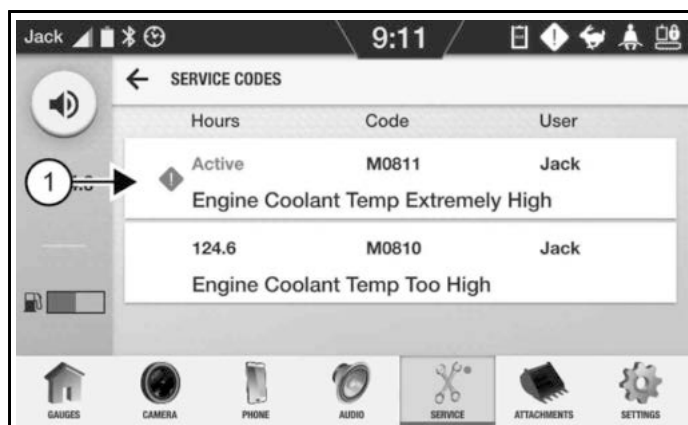 Jack 9:11
SERVICE CODES
Hours Code User
Active M0811 Jack
Engine Coolant Temp Extremely High
124.6 M0810 Jack
Engine Coolant Temp Too High
1
GAUGES CAMERA PHONE AUDIO SERVICE ATTACHMENTS SETTINGS